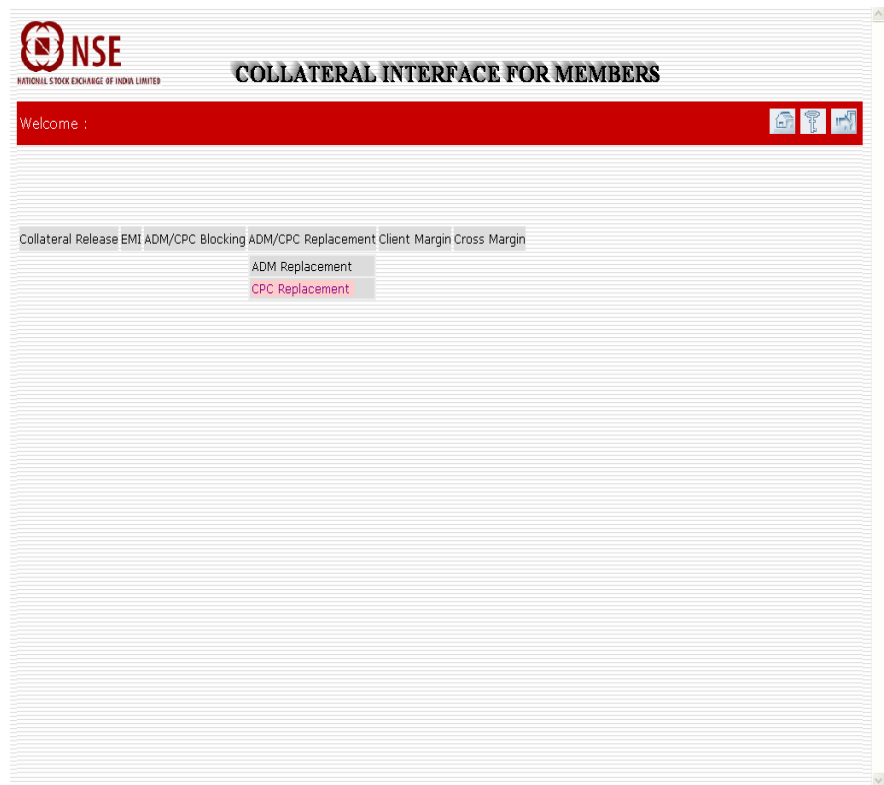 NSE
NATIONAL STOCK EXCHANGE OF INDIA LIMITED
COLLATERAL INTERFACE FOR MEMBERS
Welcome :
Collateral Release EMI ADM/CPC Blocking ADM/CPC Replacement Client Margin Cross Margin
ADM Replacement
CPC Replacement